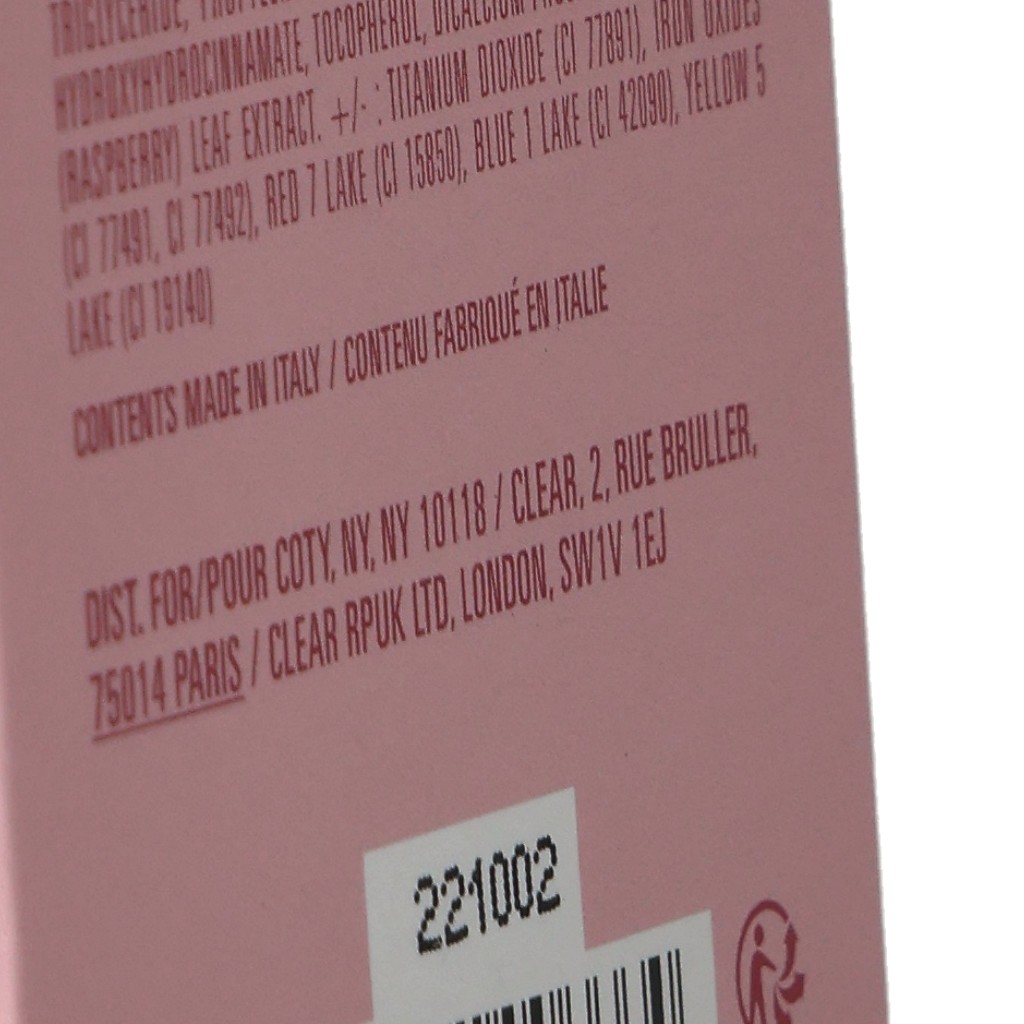 TRIGLYCERIDE,
HYDROXYHYDROCINNAMATE, TOCOPHEROL, DICALCIUM
(RASPBERRY) LEAF EXTRACT. +/- : TITANIUM DIOXIDE (CI 77891), IRON OXIDES
(CI 77491, CI 77492), RED 7 LAKE (CI 15850), BLUE 1 LAKE (CI 42090), YELLOW 5
LAKE (CI 19140)
CONTENTS MADE IN ITALY / CONTENU FABRIQUÉ EN ITALIE
DIST. FOR/POUR COTY, NY, NY 10118 / CLEAR, 2, RUE BRULLER,
75014 PARIS / CLEAR RPUK LTD, LONDON, SW1V 1EJ
221002